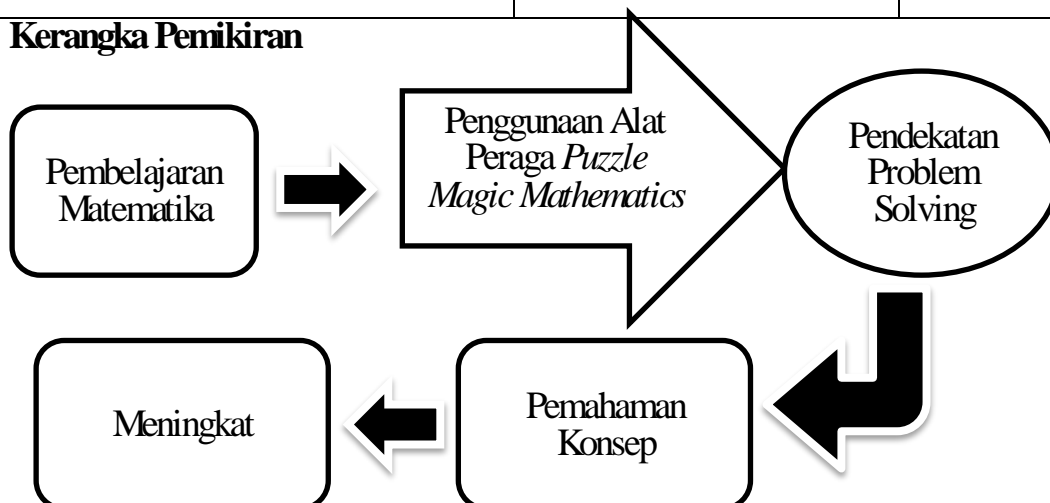 Kerangka Pemikiran
Pembelajaran
Matematika
Penggunaan Alat
Peraga Puzzle
Magic Mathematics
Pendekatan
Problem
Solving
Pemahaman
Konsep
Meningkat